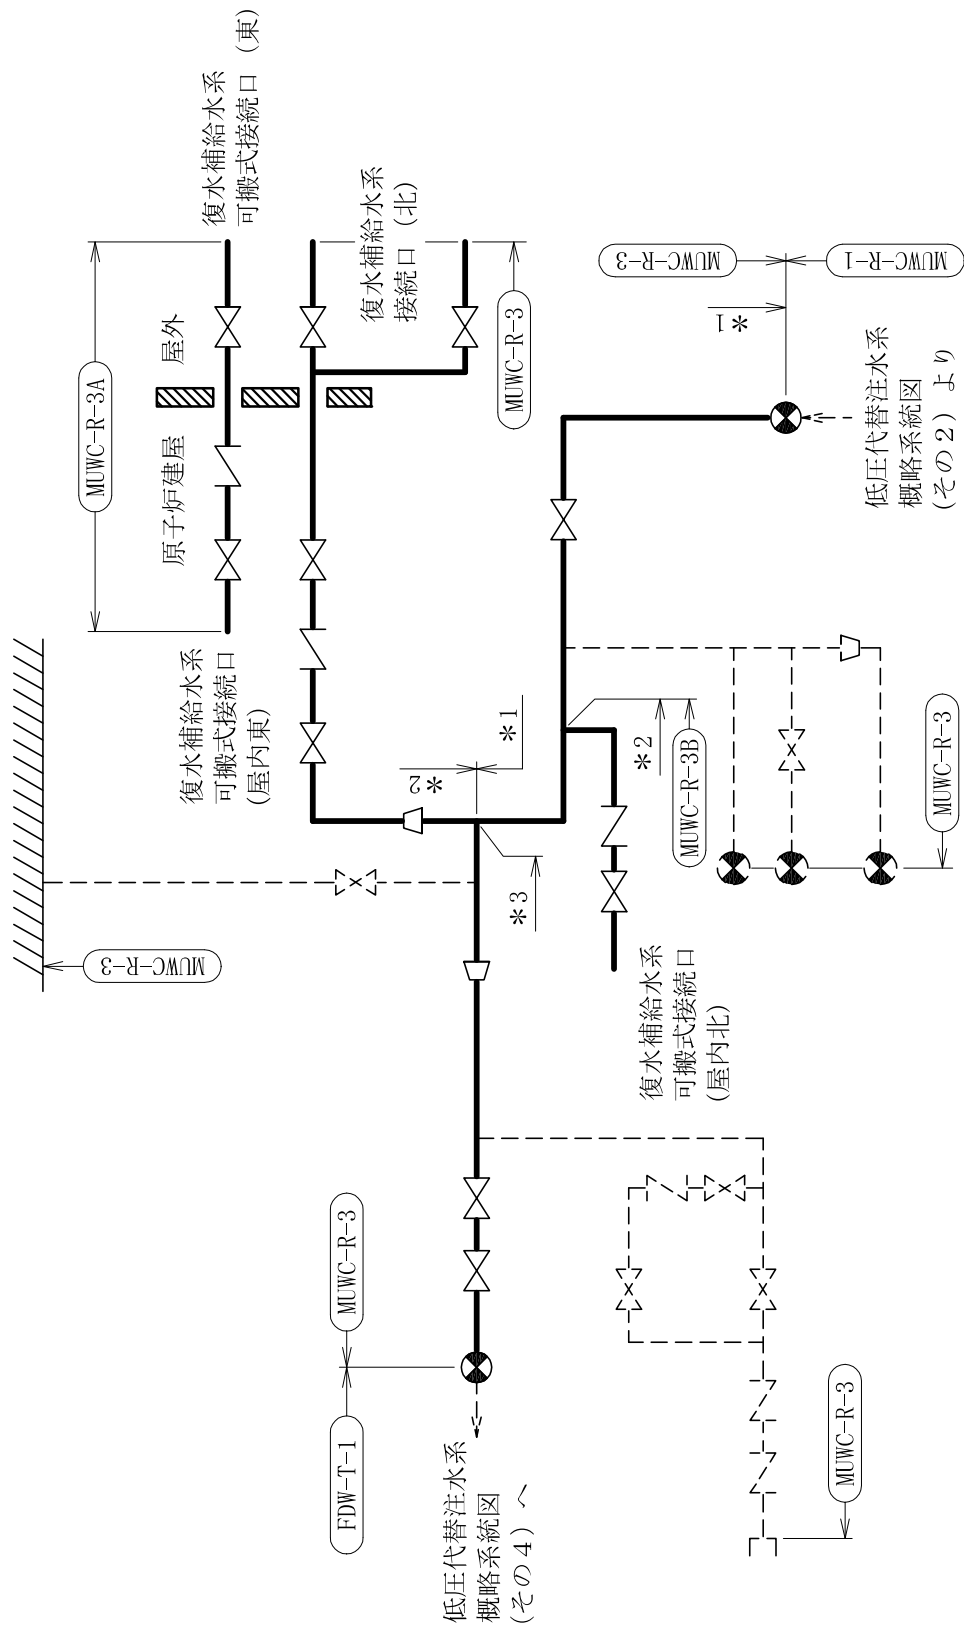 復水補給水系
可搬式接続口（東）
MUWC-R-3A
屋外
原子炉建屋
復水補給水系
可搬式接続口
(屋内東)
復水補給水系
接続口（北）
MUWC-R-3
MUWC-R-3
MUWC-R-1
*1
低圧代替注水系
概略系統図
(その２）より
*2
*1
*3
*2
MUWC-R-3B
MUWC-R-3
MUWC-R-3
復水補給水系
可搬式接続口
(屋内北)
MUWC-R-3
FDW-T-1
低圧代替注水系
概略系統図
(その４）へ
MUWC-R-3